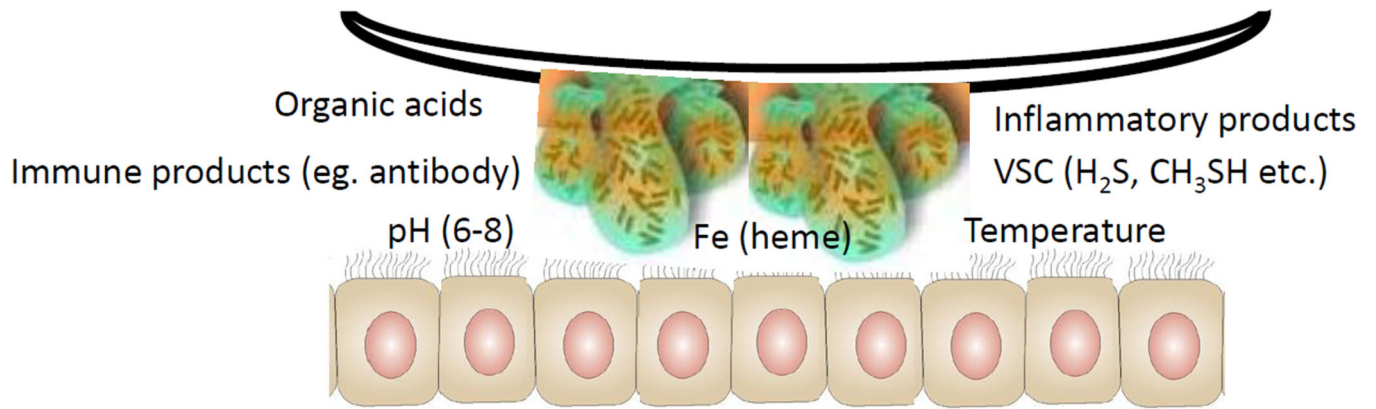 Organic acids
Immune products (eg. antibody)
pH (6-8)
Fe (heme)
Inflammatory products
VSC (H₂S, CH₃SH etc.)
Temperature